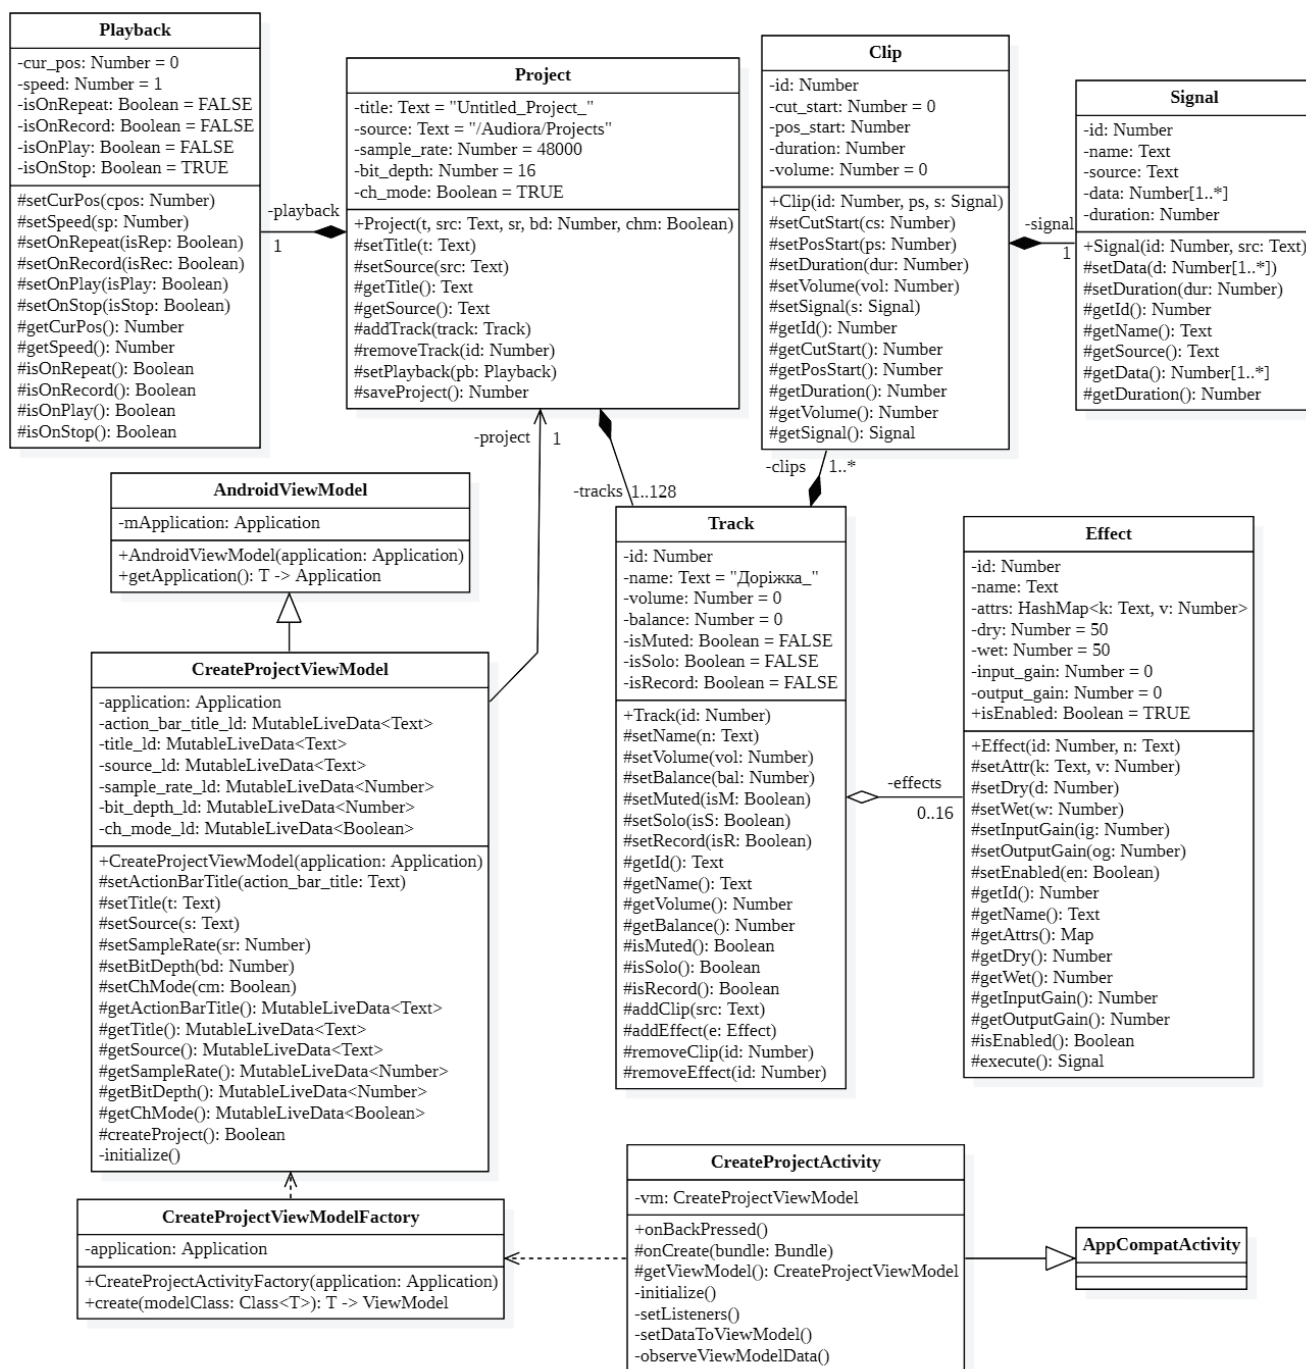 Playback
-cur_pos: Number = 0
-speed: Number = 1
-isOnRepeat: Boolean = FALSE
-isOnRecord: Boolean = FALSE
-isOnPlay: Boolean = FALSE
-isOnStop: Boolean = TRUE
#setCurPos(cpos: Number)
#setSpeed(sp: Number)
#setOnRepeat(isRep: Boolean)
#setOnRecord(isRec: Boolean)
#setOnPlay(isPlay: Boolean)
#setOnStop(isStop: Boolean)
#getCurPos(): Number
#getSpeed(): Number
#isOnRepeat(): Boolean
#isOnRecord(): Boolean
#isOnPlay(): Boolean
#isOnStop(): Boolean
-playback
1
Project
-title: Text = "Untitled_Project_"
-source: Text = "/Audiora/Projects"
-sample_rate: Number = 48000
-bit_depth: Number = 16
-ch_mode: Boolean = TRUE
+Project(t, src: Text, sr, bd: Number, chm: Boolean)
#setTitle(t: Text)
#setSource(src: Text)
#getTitle(): Text
#getSource(): Text
#addTrack(track: Track)
#removeTrack(id: Number)
#setPlayback(pb: Playback)
#saveProject(): Number
Clip
-id: Number
-cut_start: Number = 0
-pos_start: Number
-duration: Number
-volume: Number = 0
+Clip(id: Number, ps, s: Signal)
#setCutStart(cs: Number)
#setPosStart(ps: Number)
#setDuration(dur: Number)
#setVolume(vol: Number)
#setSignal(s: Signal)
#getId(): Number
#getCutStart(): Number
#getPosStart(): Number
#getDuration(): Number
#getVolume(): Number
#getSignal(): Signal
-signal
1
Signal
-id: Number
-name: Text
-source: Text
-data: Number[1..*]
-duration: Number
+Signal(id: Number, src: Text)
#setData(d: Number[1..*])
#setDuration(dur: Number)
#getId(): Number
#getName(): Text
#getSource(): Text
#getData(): Number[1..*]
#getDuration(): Number
-project 1
-tracks 1..128
-clips 1..*
AndroidViewModel
-mApplication: Application
+AndroidViewModel(application: Application)
+getApplication(): T -> Application
CreateProjectViewModel
-application: Application
-action_bar_title_ld: MutableLiveData<Text>
-title_ld: MutableLiveData<Text>
-source_ld: MutableLiveData<Text>
-sample_rate_ld: MutableLiveData<Number>
-bit_depth_ld: MutableLiveData<Number>
-ch_mode_ld: MutableLiveData<Boolean>
+CreateProjectViewModel(application: Application)
#setActionBarTitle(action_bar_title: Text)
#setTitle(t: Text)
#setSource(s: Text)
#setSampleRate(sr: Number)
#setBitDepth(bd: Number)
#setChMode(cm: Boolean)
#getActionBarTitle(): MutableLiveData<Text>
#getTitle(): MutableLiveData<Text>
#getSource(): MutableLiveData<Text>
#getSampleRate(): MutableLiveData<Number>
#getBitDepth(): MutableLiveData<Number>
#getChMode(): MutableLiveData<Boolean>
#createProject(): Boolean
-initialize()
Track
-id: Number
-name: Text = "Доріжка_"
-volume: Number = 0
-balance: Number = 0
-isMuted: Boolean = FALSE
-isSolo: Boolean = FALSE
-isRecord: Boolean = FALSE
+Track(id: Number)
#setName(n: Text)
#setVolume(vol: Number)
#setBalance(bal: Number)
#setMuted(isM: Boolean)
#setSolo(isS: Boolean)
#setRecord(isR: Boolean)
#getId(): Text
#getName(): Text
#getVolume(): Number
#getBalance(): Number
#isMuted(): Boolean
#isSolo(): Boolean
#isRecord(): Boolean
#addClip(src: Text)
#addEffect(e: Effect)
#removeClip(id: Number)
#removeEffect(id: Number)
-effects
0..16
Effect
-id: Number
-name: Text
-attrs: HashMap<k: Text, v: Number>
-dry: Number = 50
-wet: Number = 50
-input_gain: Number = 0
-output_gain: Number = 0
+isEnabled: Boolean = TRUE
+Effect(id: Number, n: Text)
#setAttr(k: Text, v: Number)
#setDry(d: Number)
#setWet(w: Number)
#setInputGain(ig: Number)
#setOutputGain(og: Number)
#setEnabled(en: Boolean)
#getId(): Number
#getName(): Text
#getAttrs(): Map
#getDry(): Number
#getWet(): Number
#getInputGain(): Number
#getOutputGain(): Number
#isEnabled(): Boolean
#execute(): Signal
CreateProjectViewModelFactory
-application: Application
+CreateProjectActivityFactory(application: Application)
+create(modelClass: Class<T>): T -> ViewModel
CreateProjectActivity
-vm: CreateProjectViewModel
+onBackPressed()
#onCreate(bundle: Bundle)
#getViewModel(): CreateProjectViewModel
-initialize()
-setListeners()
-setDataToViewModel()
-observeViewModelData()
AppCompatActivity